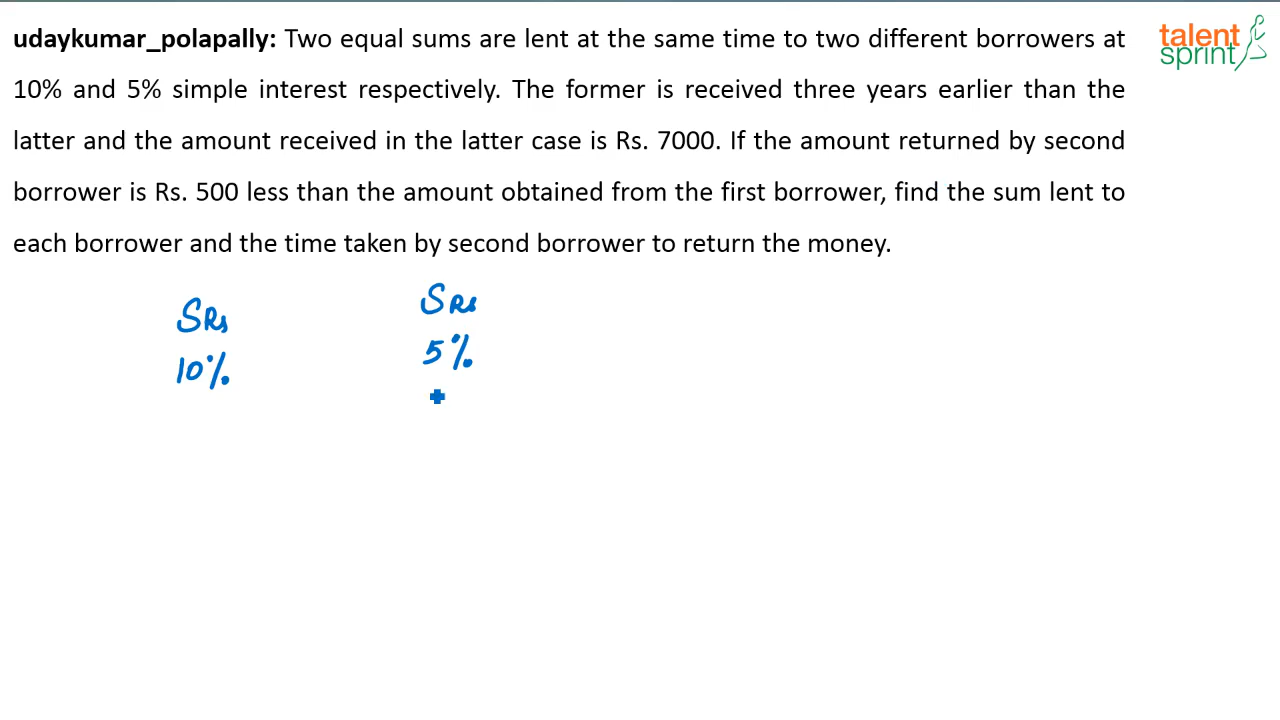 udaykumar_polapally: Two equal sums are lent at the same time to two different borrowers at
10% and 5% simple interest respectively. The former is received three years earlier than the
latter and the amount received in the latter case is Rs. 7000. If the amount returned by second
borrower is Rs. 500 less than the amount obtained from the first borrower, find the sum lent to
each borrower and the time taken by second borrower to return the money.
talent
sprint
S Rs
S Rs
10%
5%